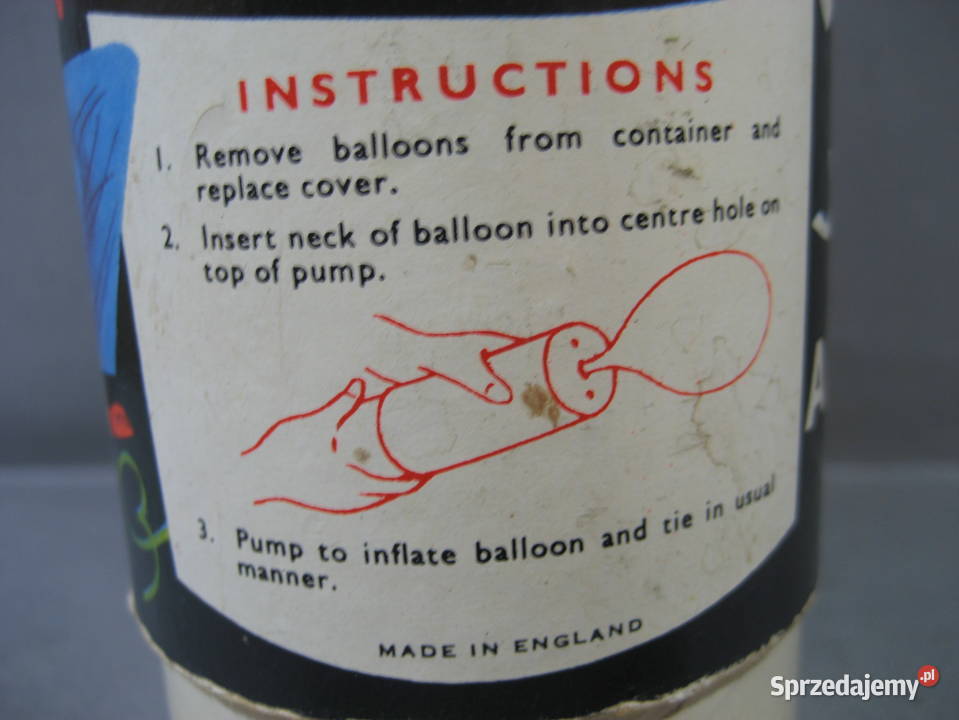 INSTRUCTIONS
1. Remove balloons from container and
replace cover.
2. Insert neck of balloon into centre hole on
top of pump.
3. Pump to inflate balloon and tie in usual
manner.
MADE IN ENGLAND
A
Sprzedajemy.pl